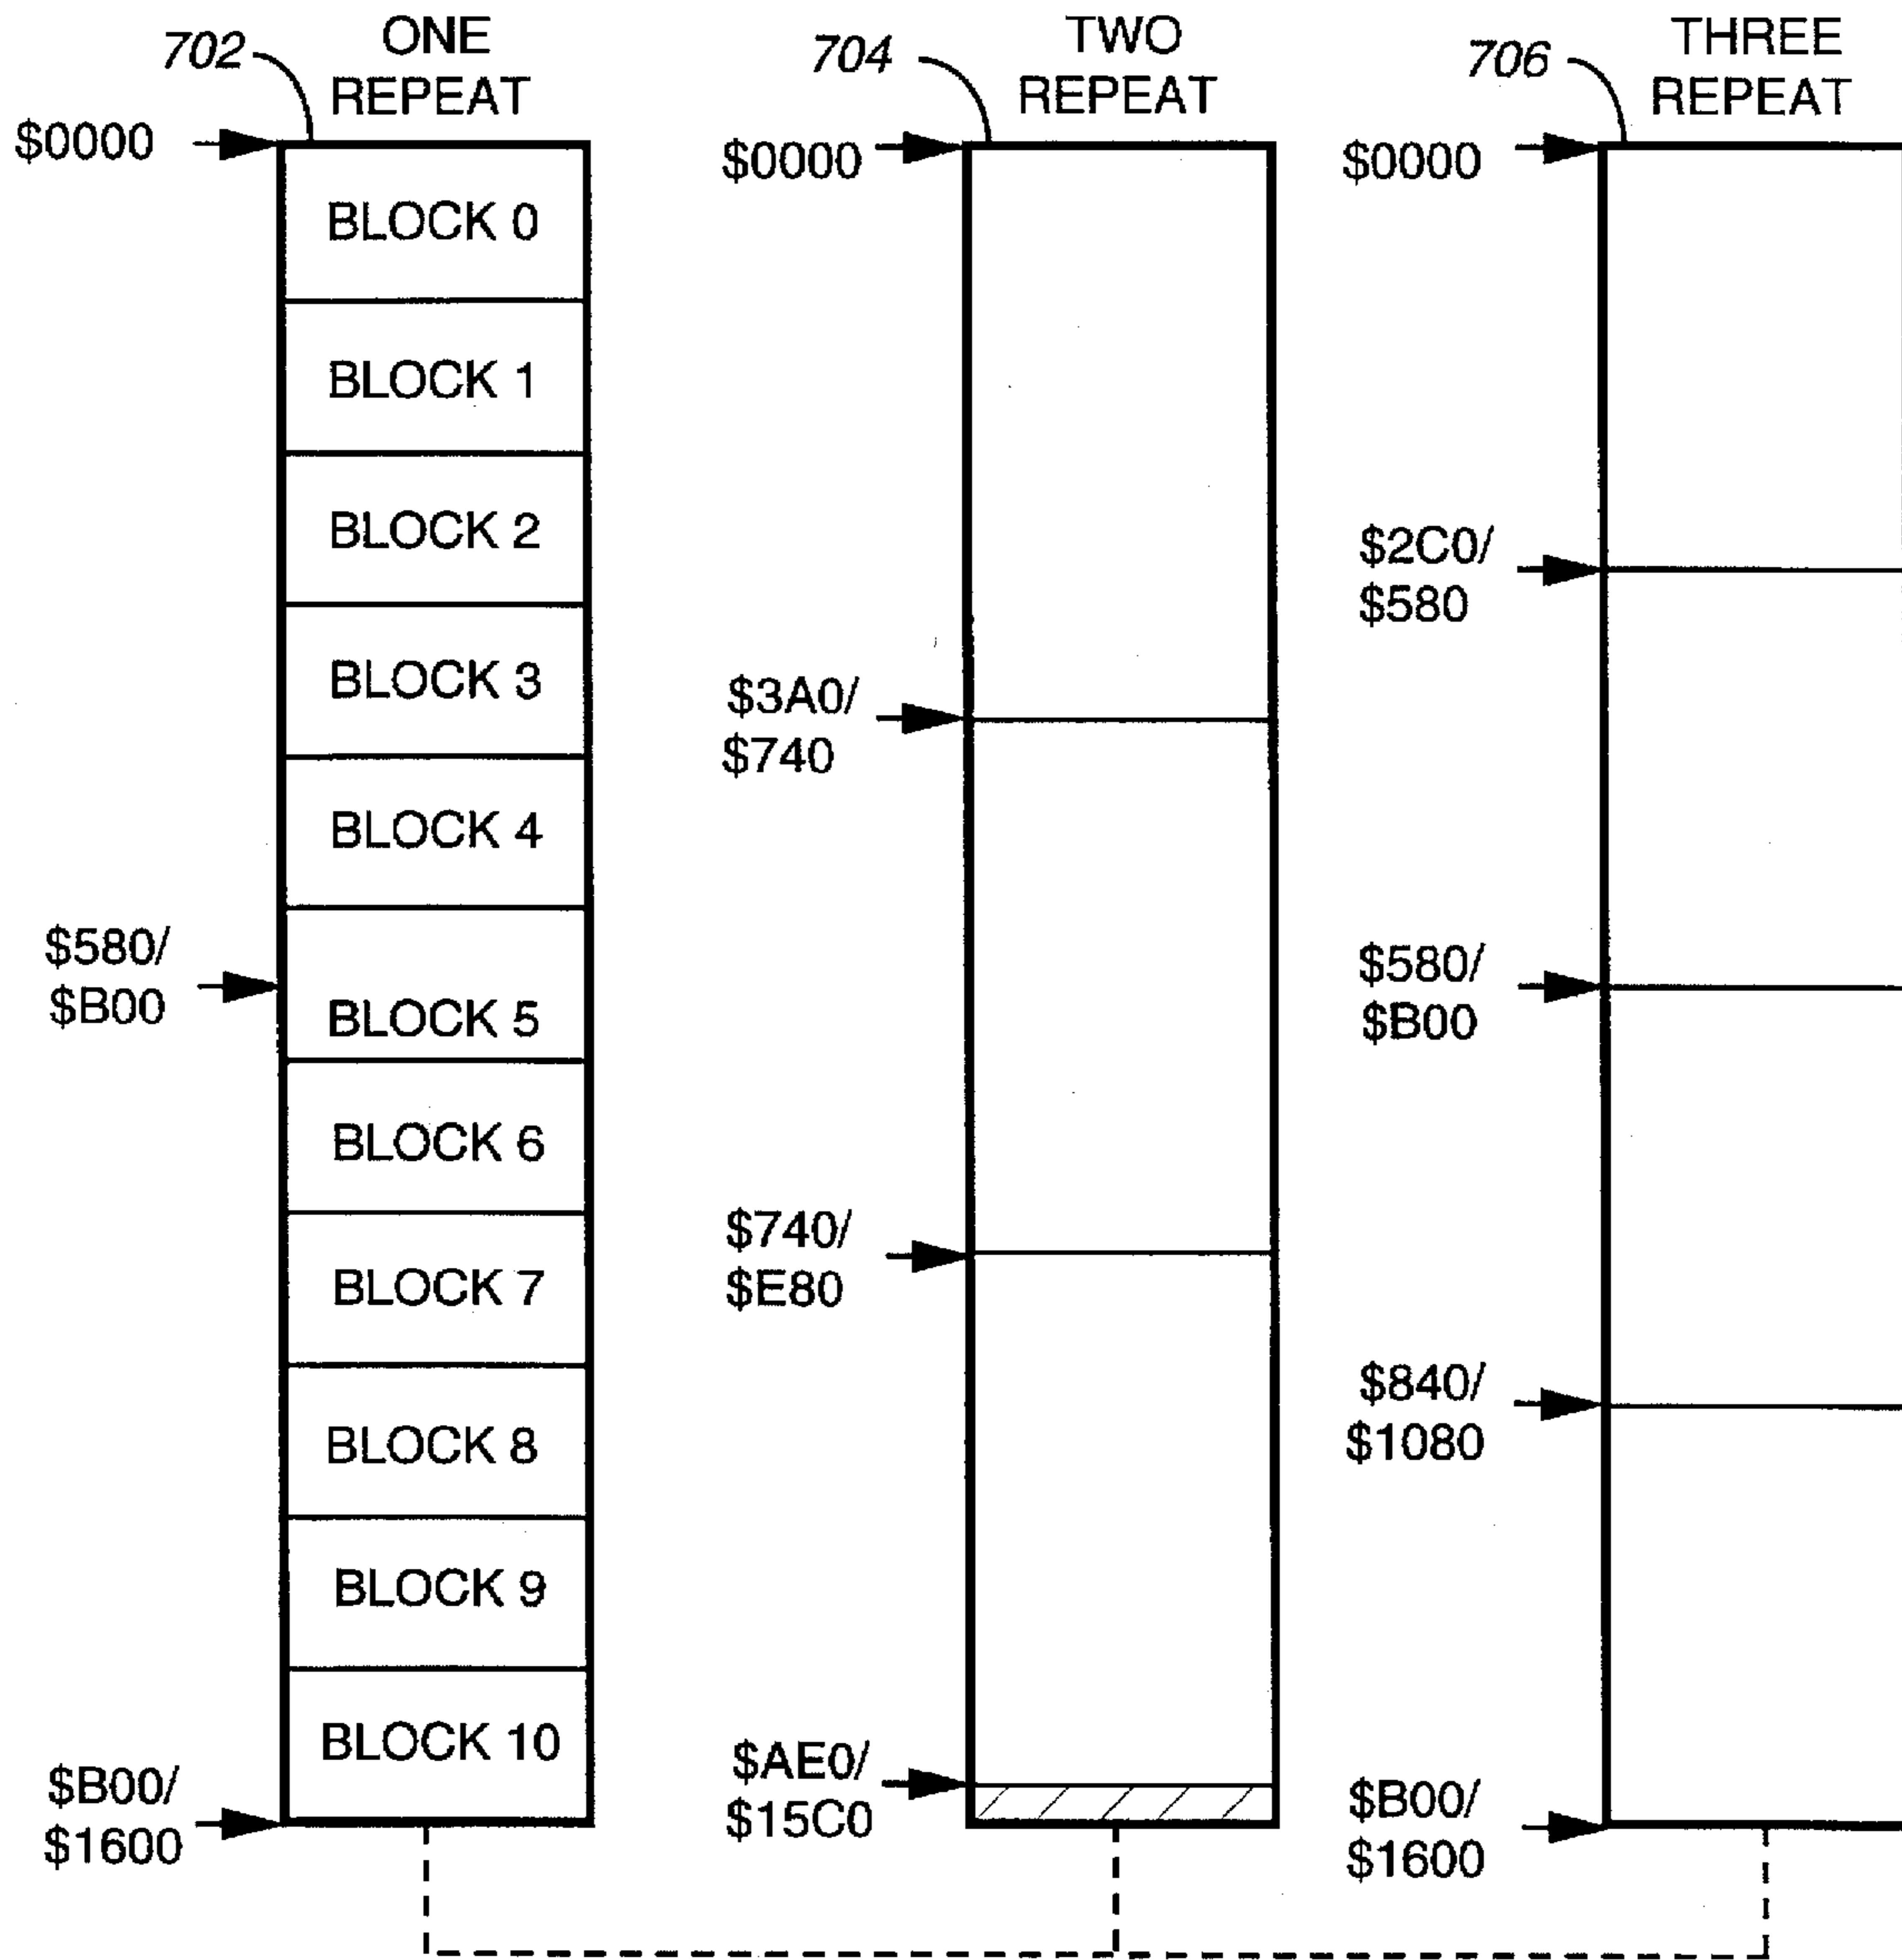 702
ONE
REPEAT
$0000
BLOCK 0
BLOCK 1
BLOCK 2
BLOCK 3
BLOCK 4
$580/
$B00
BLOCK 5
BLOCK 6
BLOCK 7
BLOCK 8
BLOCK 9
BLOCK 10
$B00/
$1600
704
TWO
REPEAT
$0000
$3A0/
$740
$740/
$E80
$AE0/
$15C0
706
THREE
REPEAT
$0000
$2C0/
$580
$580/
$B00
$840/
$1080
$B00/
$1600